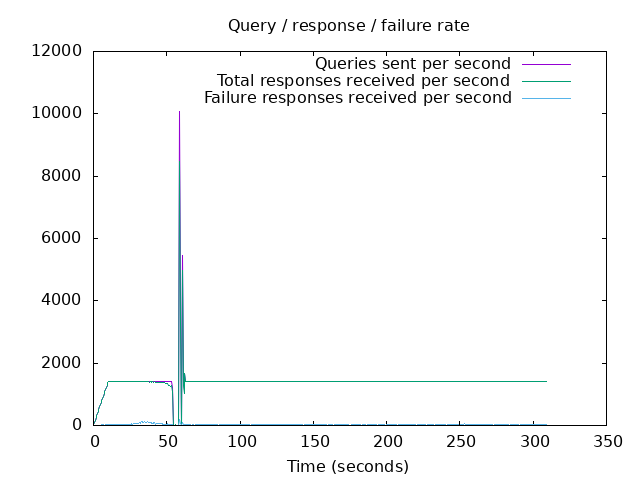 Query / response / failure rate
12000
10000
8000
6000
4000
2000
0
Queries sent per second
Total responses received per second
Failure responses received per second
0 50 100 150 200 250 300 350
Time (seconds)